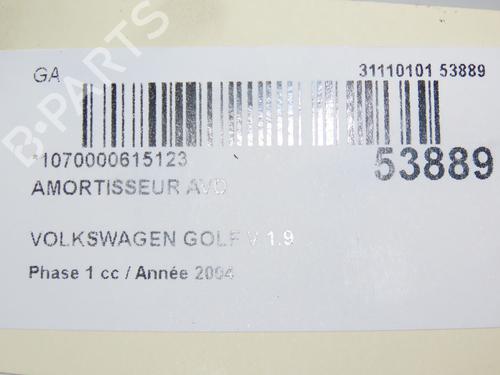 GA
31110101 53889
*1070000615123
53889
AMORTISSEUR AVD
VOLKSWAGEN GOLF V 1.9
Phase 1 cc / Année 2004
B-PARTS